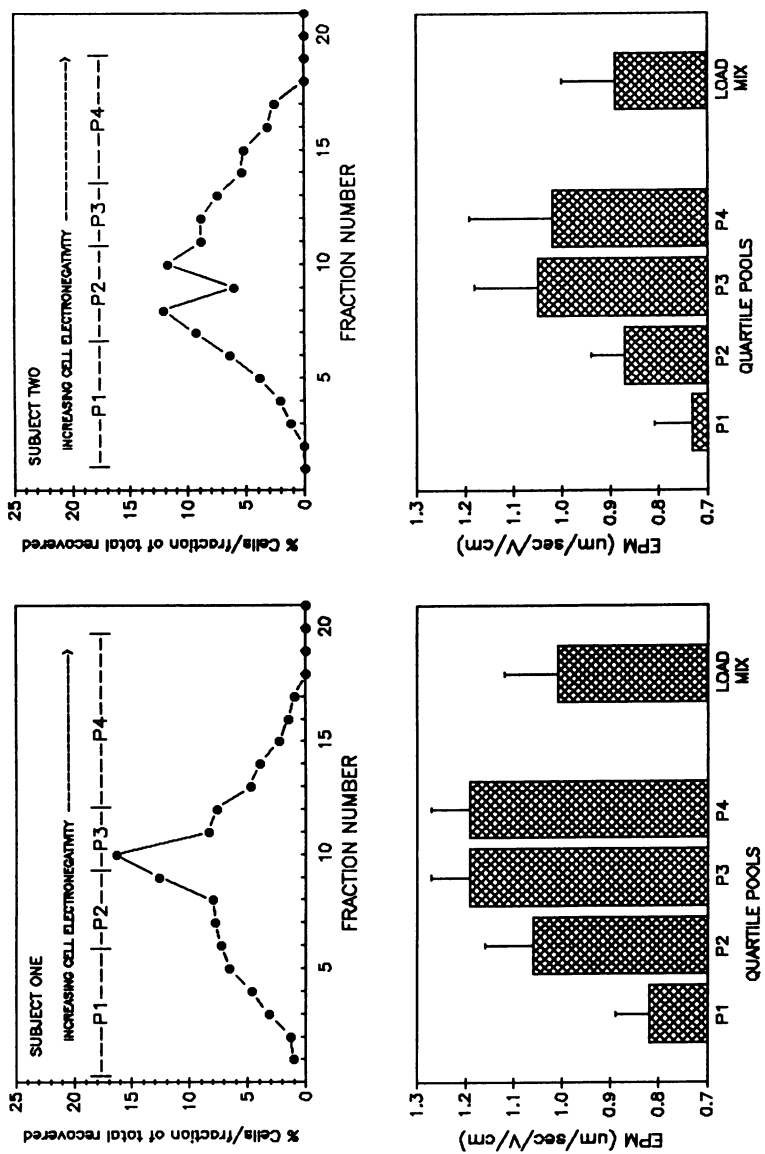 SUBJECT ONE
INCREASING CELL ELECTRONEGATIVITY
P1 P2 P3 P4
25
20
15
10
5
0
% Cells/fraction of total recovered
5 10 15 20
FRACTION NUMBER
1.3
1.2
1.1
1.0
0.9
0.8
0.7
EPM (um/sec/V/cm)
P1 P2 P3 P4 LOAD
MIX
QUARTILE POOLS
SUBJECT TWO
INCREASING CELL ELECTRONEGATIVITY
P1 P2 P3 P4
25
20
15
10
5
0
% Cells/fraction of total recovered
5 10 15 20
FRACTION NUMBER
1.3
1.2
1.1
1.0
0.9
0.8
0.7
EPM (um/sec/V/cm)
P1 P2 P3 P4 LOAD
MIX
QUARTILE POOLS